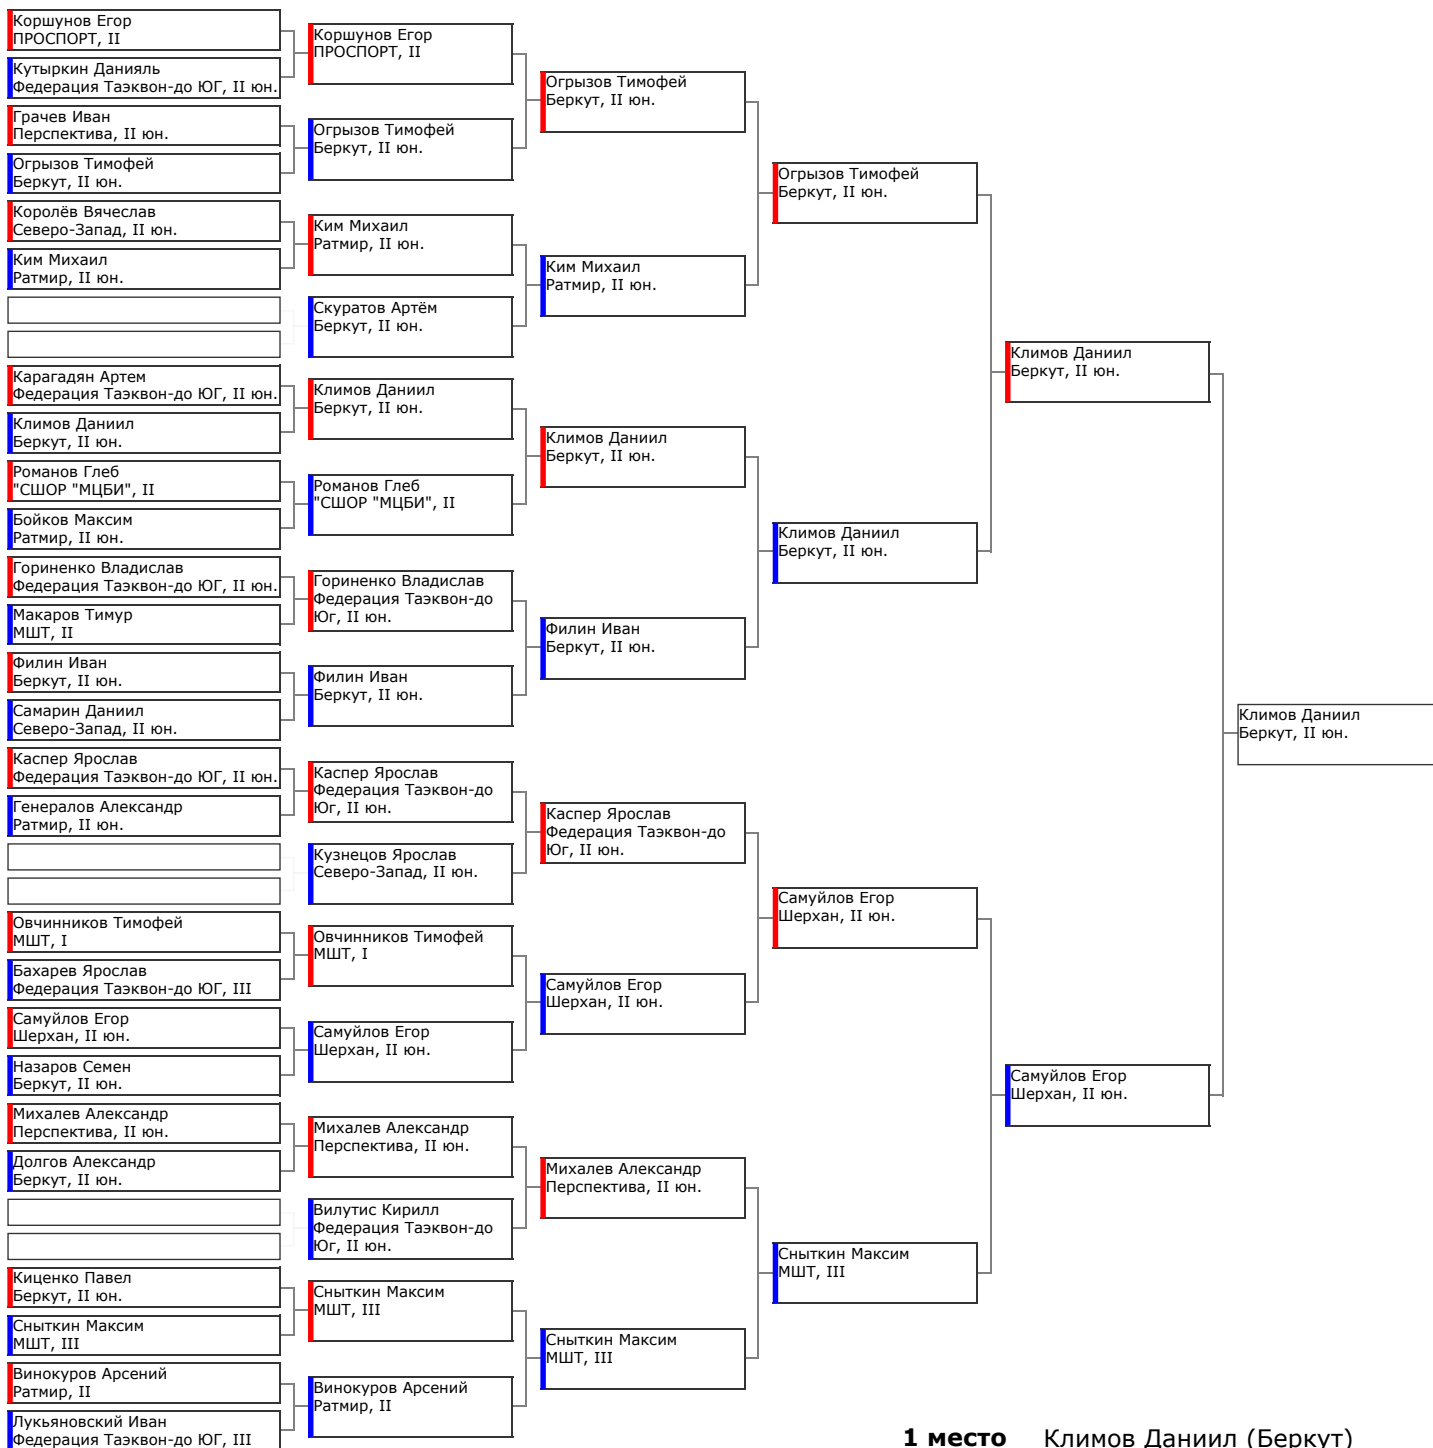 Коршунов Егор
ПРОСПОРТ, II
Кутыркин Данияль
Федерация Таэквон-до ЮГ, II юн.
Грачев Иван
Перспектива, II юн.
Огрызов Тимофей
Беркут, II юн.
Королёв Вячеслав
Северо-Запад, II юн.
Ким Михаил
Ратмир, II юн.
Карагадян Артем
Федерация Таэквон-до ЮГ, II юн.
Климов Даниил
Беркут, II юн.
Романов Глеб
"СШОР "МЦБИ", II
Бойков Максим
Ратмир, II юн.
Гориненко Владислав
Федерация Таэквон-до ЮГ, II юн.
Макаров Тимур
МШТ, II
Филин Иван
Беркут, II юн.
Самарин Даниил
Северо-Запад, II юн.
Каспер Ярослав
Федерация Таэквон-до ЮГ, II юн.
Генералов Александр
Ратмир, II юн.
Овчинников Тимофей
МШТ, I
Бахарев Ярослав
Федерация Таэквон-до ЮГ, III
Самуйлов Егор
Шерхан, II юн.
Назаров Семен
Беркут, II юн.
Михалев Александр
Перспектива, II юн.
Долгов Александр
Беркут, II юн.
Киценко Павел
Беркут, II юн.
Сныткин Максим
МШТ, III
Винокуров Арсений
Ратмир, II
Лукьяновский Иван
Федерация Таэквон-до ЮГ, III
Коршунов Егор
ПРОСПОРТ, II
Огрызов Тимофей
Беркут, II юн.
Ким Михаил
Ратмир, II юн.
Скуратов Артём
Беркут, II юн.
Климов Даниил
Беркут, II юн.
Романов Глеб
"СШОР "МЦБИ", II
Гориненко Владислав
Федерация Таэквон-до
Юг, II юн.
Филин Иван
Беркут, II юн.
Каспер Ярослав
Федерация Таэквон-до
Юг, II юн.
Кузнецов Ярослав
Северо-Запад, II юн.
Овчинников Тимофей
МШТ, I
Самуйлов Егор
Шерхан, II юн.
Михалев Александр
Перспектива, II юн.
Вилутис Кирилл
Федерация Таэквон-до
Юг, II юн.
Сныткин Максим
МШТ, III
Винокуров Арсений
Ратмир, II
Огрызов Тимофей
Беркут, II юн.
Ким Михаил
Ратмир, II юн.
Климов Даниил
Беркут, II юн.
Филин Иван
Беркут, II юн.
Каспер Ярослав
Федерация Таэквон-до
Юг, II юн.
Самуйлов Егор
Шерхан, II юн.
Михалев Александр
Перспектива, II юн.
Сныткин Максим
МШТ, III
Огрызов Тимофей
Беркут, II юн.
Климов Даниил
Беркут, II юн.
Самуйлов Егор
Шерхан, II юн.
Сныткин Максим
МШТ, III
Климов Даниил
Беркут, II юн.
Самуйлов Егор
Шерхан, II юн.
Климов Даниил
Беркут, II юн.
1 место Климов Даниил (Беркут)